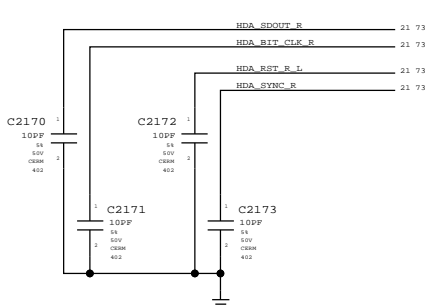 HDA_SDOUT_R 21 73
HDA_BIT_CLK_R 21 73
HDA_RST_R_L 21 73
HDA_SYNC_R 21 73
C2170 1
10PF
5%
50V
CERM
402
2
C2172 1
10PF
5%
50V
CERM
402
2
1 C2171
10PF
5%
50V
CERM
402
2
1 C2173
10PF
5%
50V
CERM
402
2